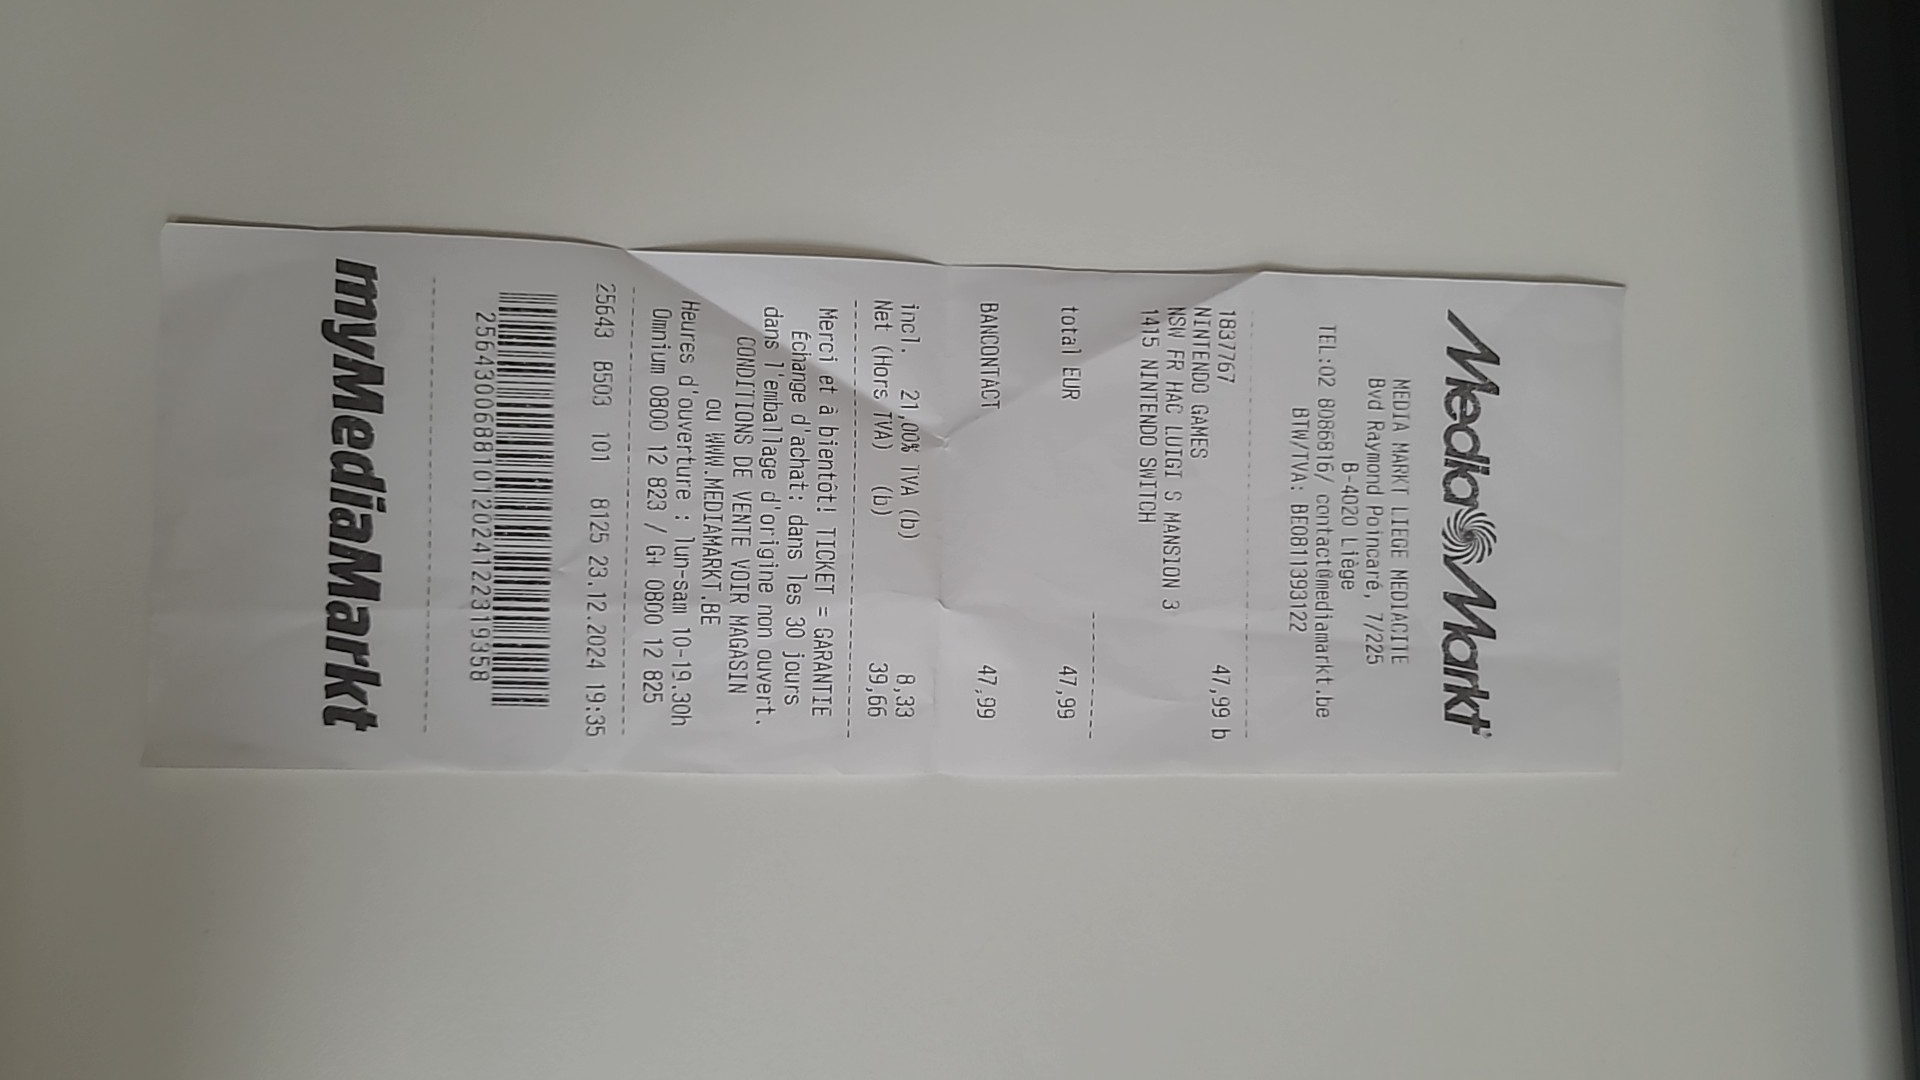 MediaMarkt
MEDIA MARKT LIEGE MEDIACITE
Bvd Raymond Poincaré, 7/225
B-4020 Liège
TEL:02 8086816/ contact@mediamarkt.be
BTW/TVA: BE0811393122
1837767 47,99 b
NINTENDO GAMES
NSW FR HAC LUIGI S MANSION 3
1415 NINTENDO SWITCH
total EUR 47,99
BANCONTACT 47,99
incl. 21,00% TVA (b) 8,33
Net (Hors TVA) (b) 39,66
Merci et à bientôt! TICKET = GARANTIE
Échange d'achat: dans les 30 jours
dans l'emballage d'origine non ouvert.
CONDITIONS DE VENTE VOIR MAGASIN
ou WWW.MEDIAMARKT.BE
Heures d'ouverture : lun-sam 10-19.30h
Omnium 0800 12 823 / G+ 0800 12 825
25643 8503 101 8125 23.12.2024 19:35
25643006881012024122319358
myMediaMarkt